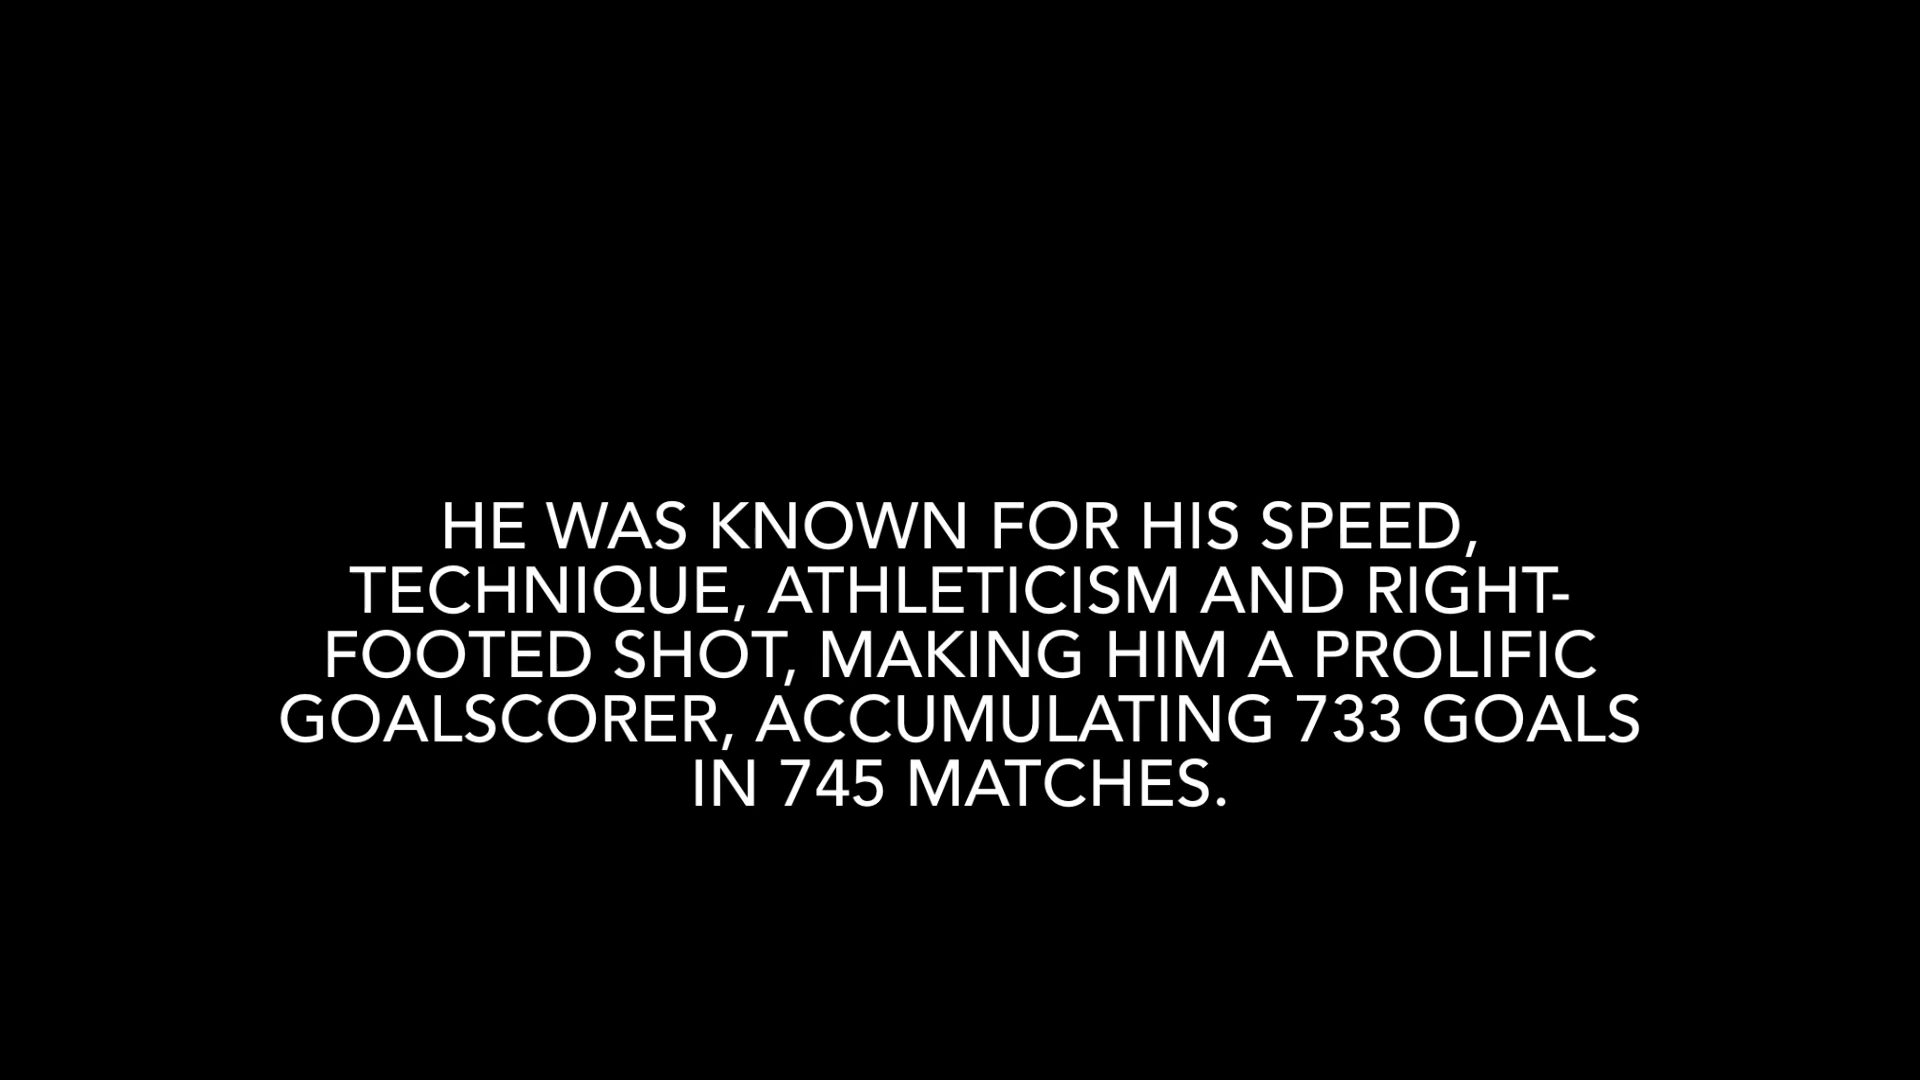 HE WAS KNOWN FOR HIS SPEED,
TECHNIQUE, ATHLETICISM AND RIGHT-
FOOTED SHOT, MAKING HIM A PROLIFIC
GOALSCORER, ACCUMULATING 733 GOALS
IN 745 MATCHES.